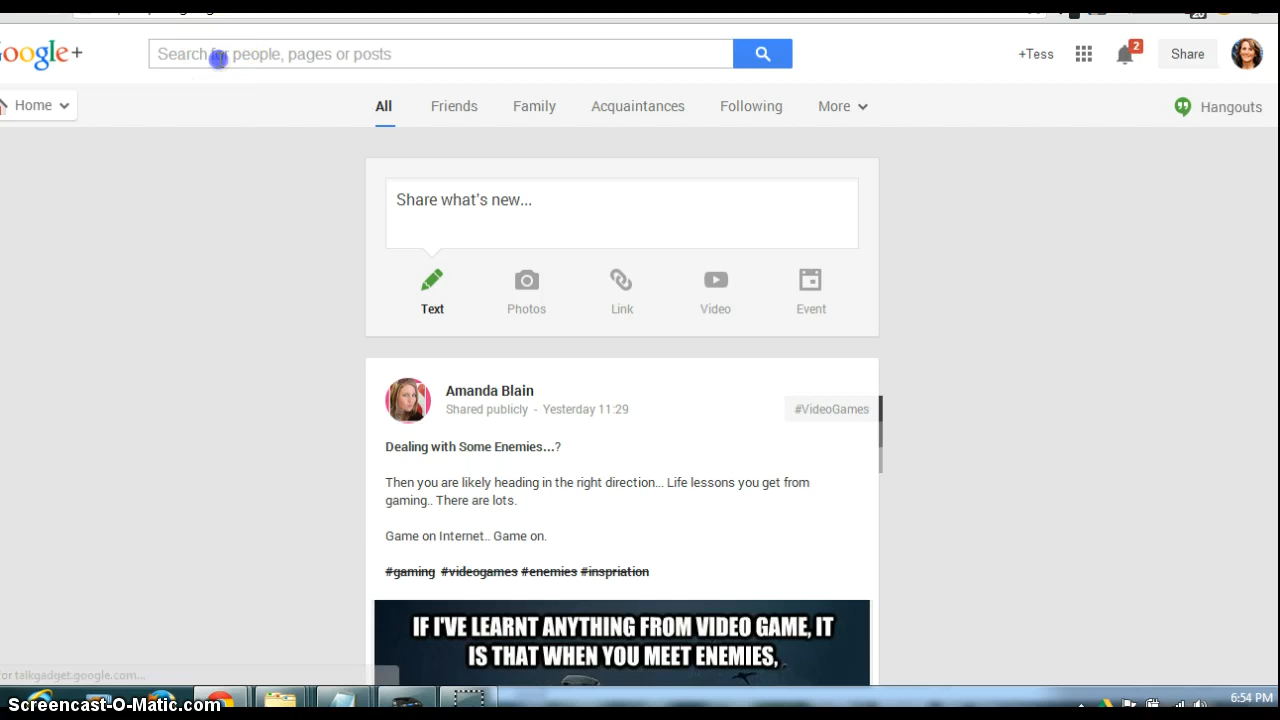 Google+
Search for people, pages or posts
+Tess
2
Share
Home
All
Friends
Family
Acquaintances
Following
More
Hangouts
Share what's new...
Text
Photos
Link
Video
Event
Amanda Blain
Shared publicly - Yesterday 11:29
#VideoGames
Dealing with Some Enemies...?
Then you are likely heading in the right direction... Life lessons you get from
gaming.. There are lots.
Game on Internet.. Game on.
#gaming #videogames #enemies #inspriation
IF I'VE LEARNT ANYTHING FROM VIDEO GAME, IT
IS THAT WHEN YOU MEET ENEMIES,
for talkgadget.google.com...
Screencast-O-Matic.com
6:54 PM